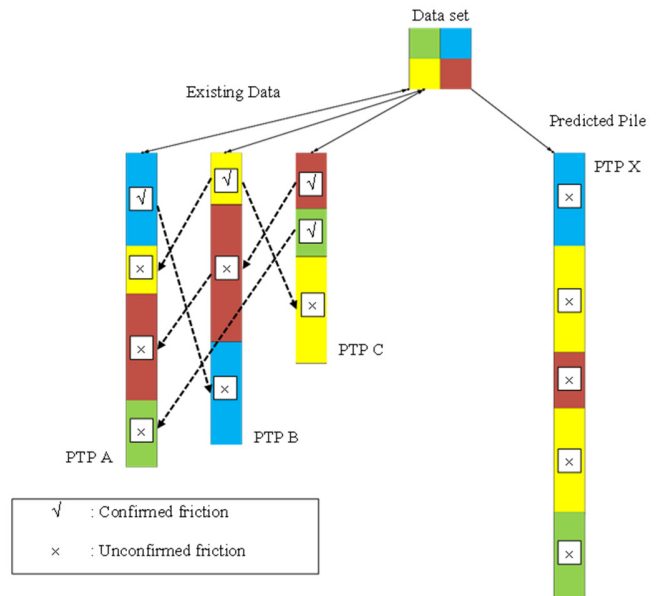 Data set
Existing Data
Predicted Pile
PTP X
√
√
√
√
×
×
×
×
×
×
×
PTP C
×
×
×
PTP B
PTP A
×
√ : Confirmed friction
× : Unconfirmed friction
×